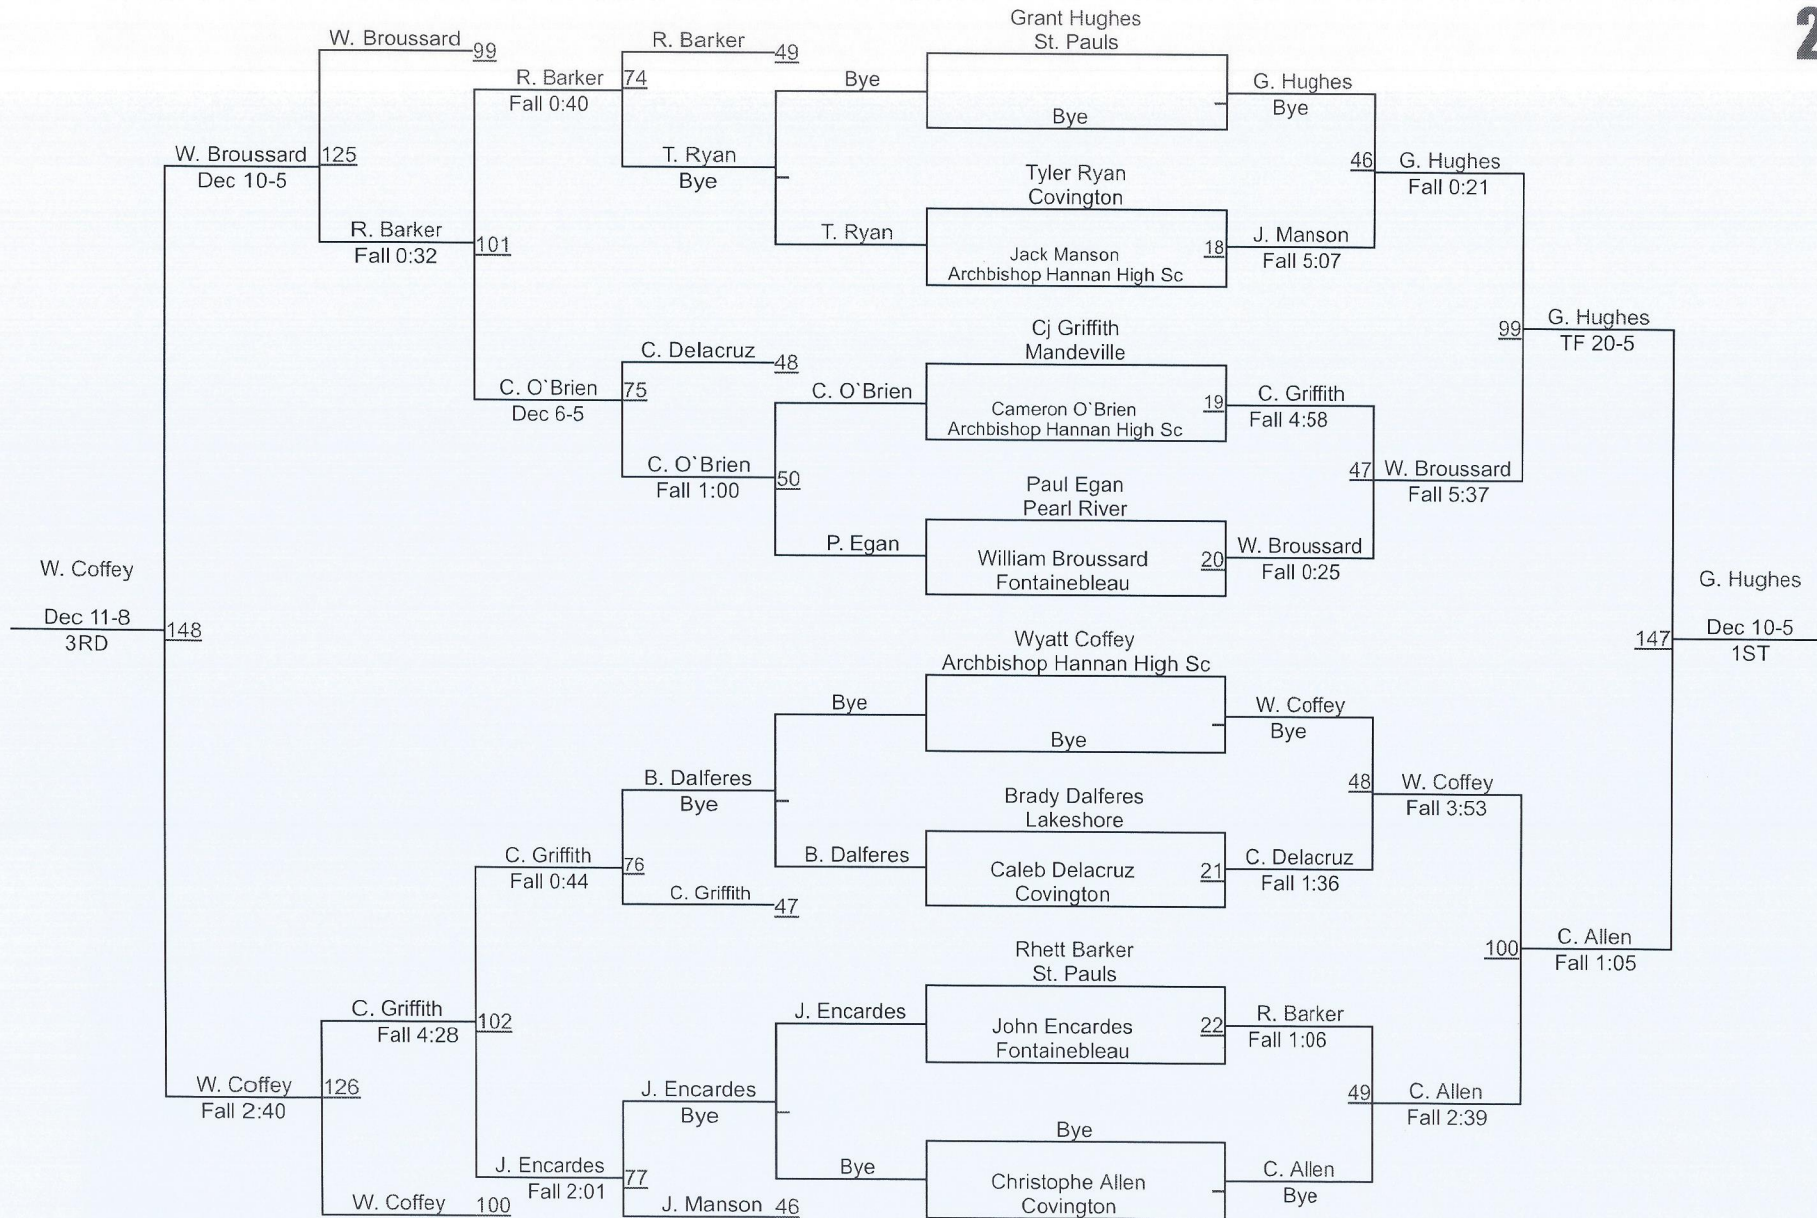 2
Grant Hughes
St. Pauls
Bye
Tyler Ryan
Covington
Jack Manson
Archbishop Hannan High Sc
18
Cj Griffith
Mandeville
Cameron O`Brien
Archbishop Hannan High Sc
19
Paul Egan
Pearl River
William Broussard
Fontainebleau
20
Wyatt Coffey
Archbishop Hannan High Sc
Bye
Brady Dalferes
Lakeshore
Caleb Delacruz
Covington
21
Rhett Barker
St. Pauls
John Encardes
Fontainebleau
22
Bye
Christophe Allen
Covington
G. Hughes
Bye
J. Manson
Fall 5:07
C. Griffith
Fall 4:58
W. Broussard
Fall 0:25
W. Coffey
Bye
C. Delacruz
Fall 1:36
R. Barker
Fall 1:06
C. Allen
Bye
46
G. Hughes
Fall 0:21
47
W. Broussard
Fall 5:37
48
W. Coffey
Fall 3:53
49
C. Allen
Fall 2:39
99
G. Hughes
TF 20-5
100
C. Allen
Fall 1:05
G. Hughes
147
Dec 10-5
1ST
Bye
T. Ryan
C. O`Brien
P. Egan
Bye
B. Dalferes
J. Encardes
Bye
R. Barker
49
T. Ryan
Bye
C. Delacruz
48
C. O`Brien
Fall 1:00
50
B. Dalferes
Bye
C. Griffith
47
J. Encardes
Bye
J. Manson
46
R. Barker
Fall 0:40
74
C. O`Brien
Dec 6-5
75
C. Griffith
Fall 0:44
76
J. Encardes
Fall 2:01
77
W. Broussard
99
R. Barker
Fall 0:32
101
C. Griffith
Fall 4:28
102
W. Coffey
100
W. Broussard
Dec 10-5
125
W. Coffey
Fall 2:40
126
W. Coffey
Dec 11-8
3RD
148